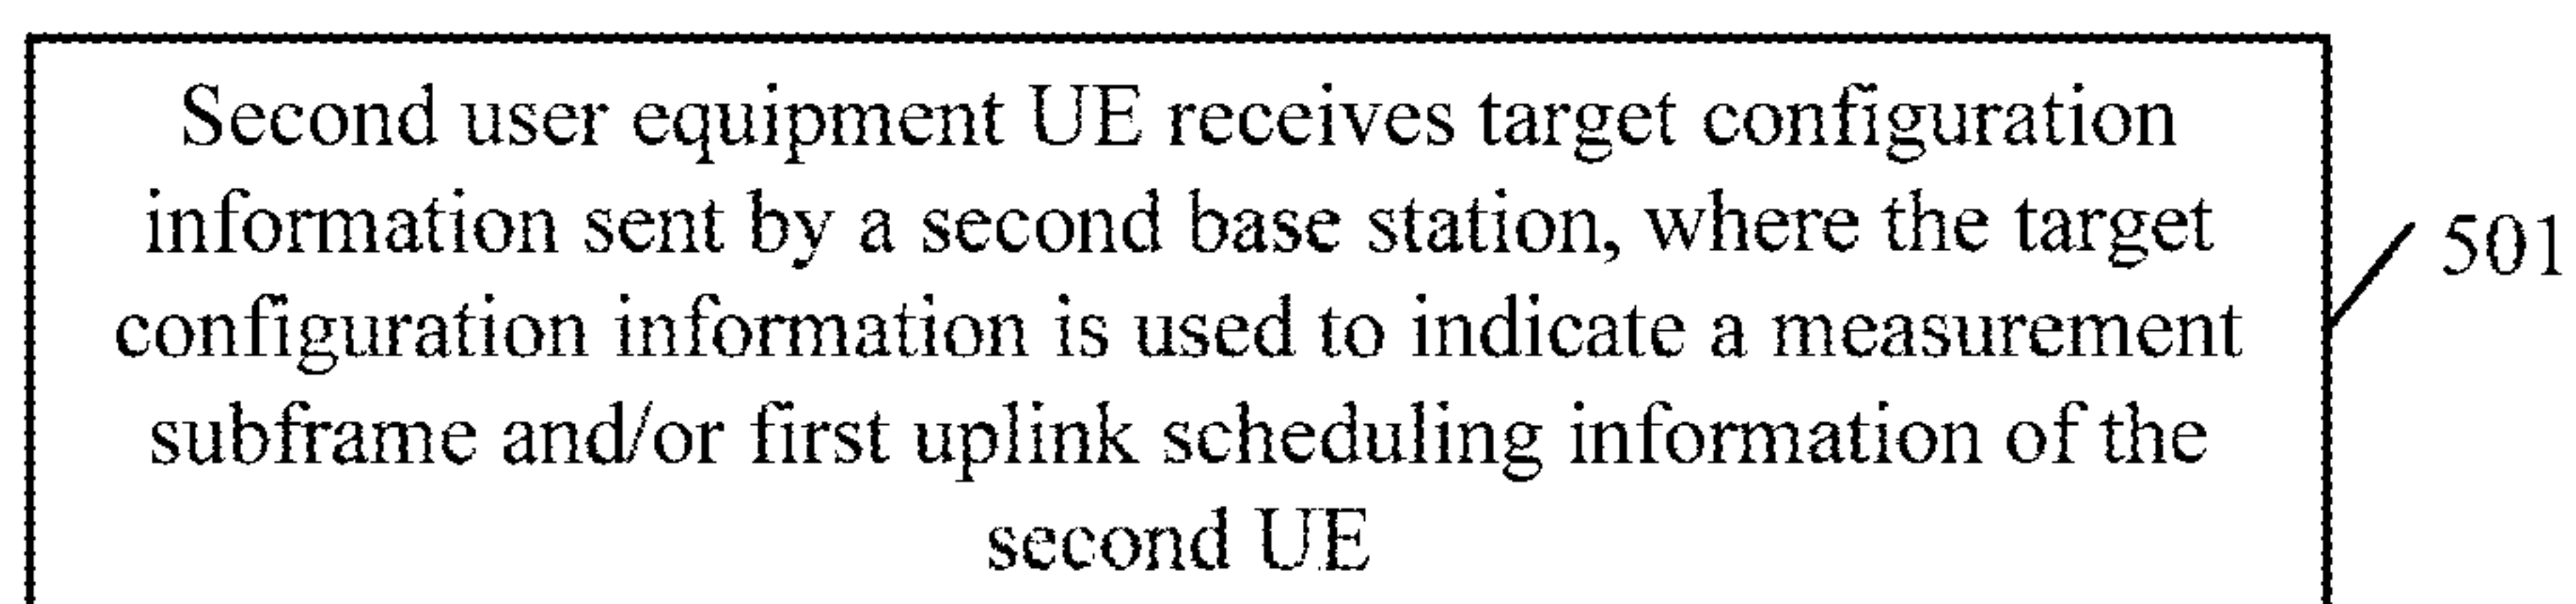 Second user equipment UE receives target configuration
information sent by a second base station, where the target
configuration information is used to indicate a measurement
subframe and/or first uplink scheduling information of the
second UE
501